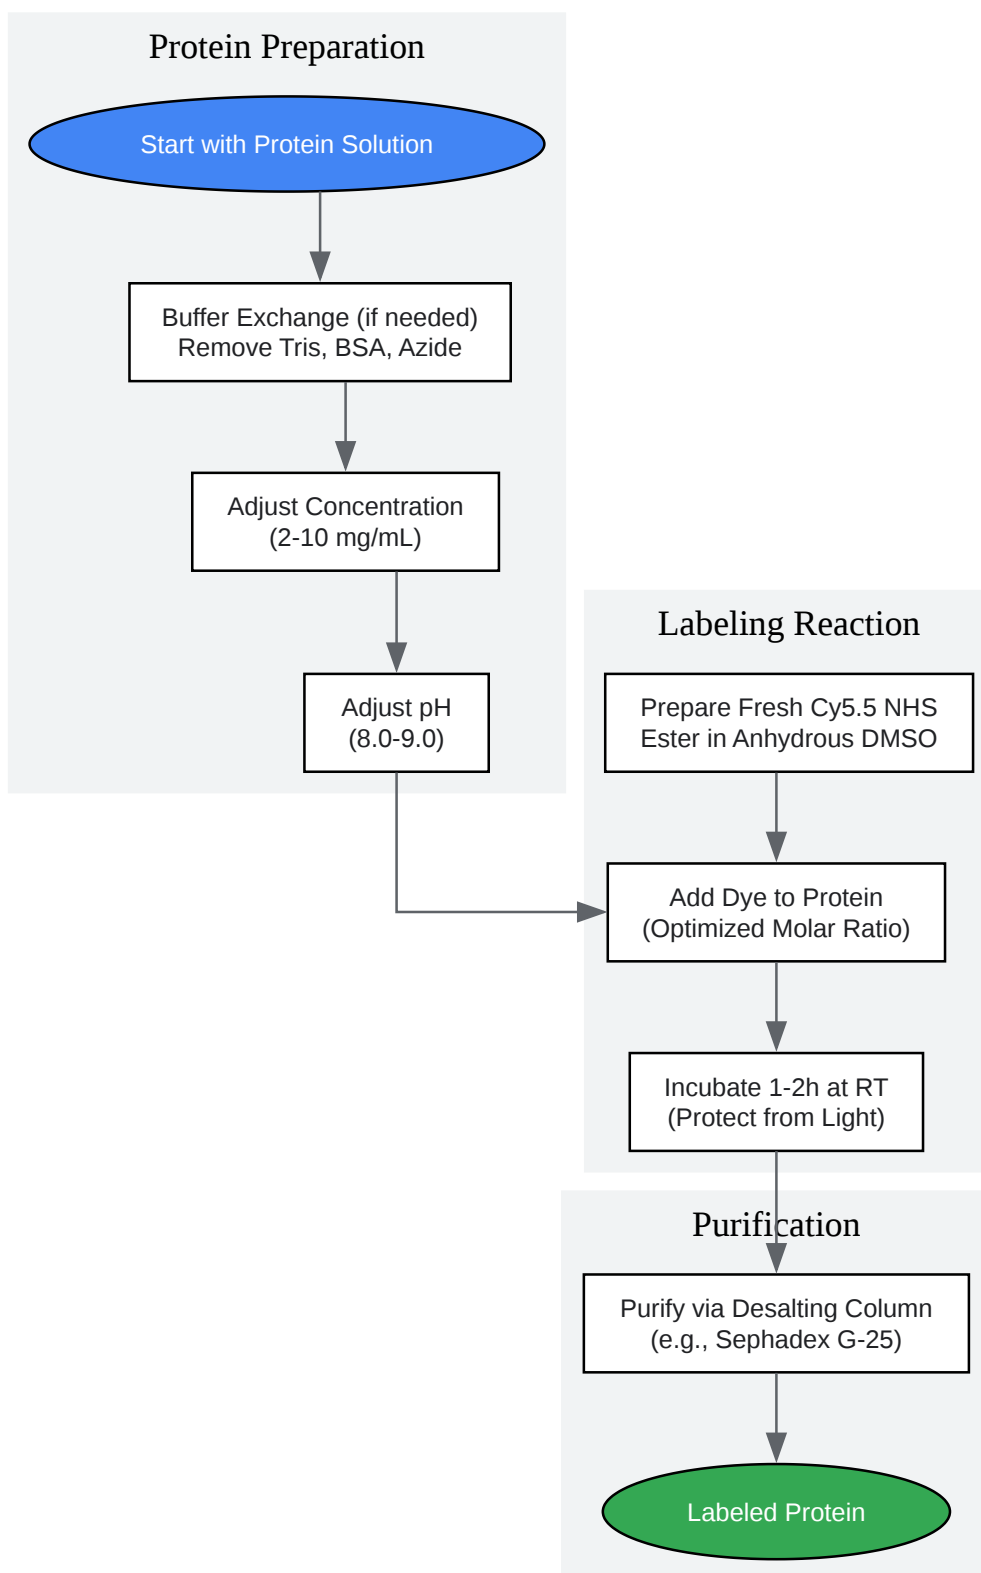 Protein Preparation
Start with Protein Solution
Buffer Exchange (if needed)
Remove Tris, BSA, Azide
Adjust Concentration
(2-10 mg/mL)
Adjust pH
(8.0-9.0)
Labeling Reaction
Prepare Fresh Cy5.5 NHS
Ester in Anhydrous DMSO
Add Dye to Protein
(Optimized Molar Ratio)
Incubate 1-2h at RT
(Protect from Light)
Purification
Purify via Desalting Column
(e.g., Sephadex G-25)
Labeled Protein